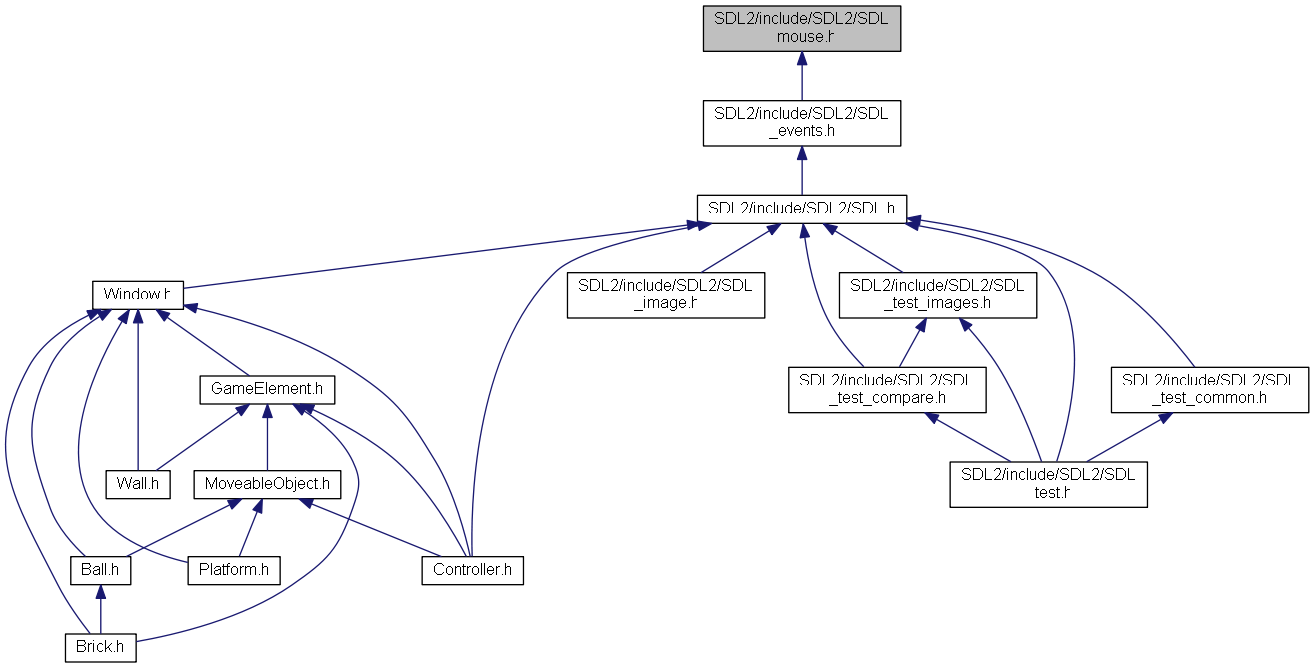 SDL2/include/SDL2/SDL
mouse.h
SDL2/include/SDL2/SDL
_events.h
SDL2/include/SDL2/SDL.h
Window.h
SDL2/include/SDL2/SDL
_image.h
SDL2/include/SDL2/SDL
_test_images.h
GameElement.h
SDL2/include/SDL2/SDL
_test_compare.h
SDL2/include/SDL2/SDL
_test_common.h
Wall.h
MoveableObject.h
SDL2/include/SDL2/SDL
test.h
Ball.h
Platform.h
Controller.h
Brick.h